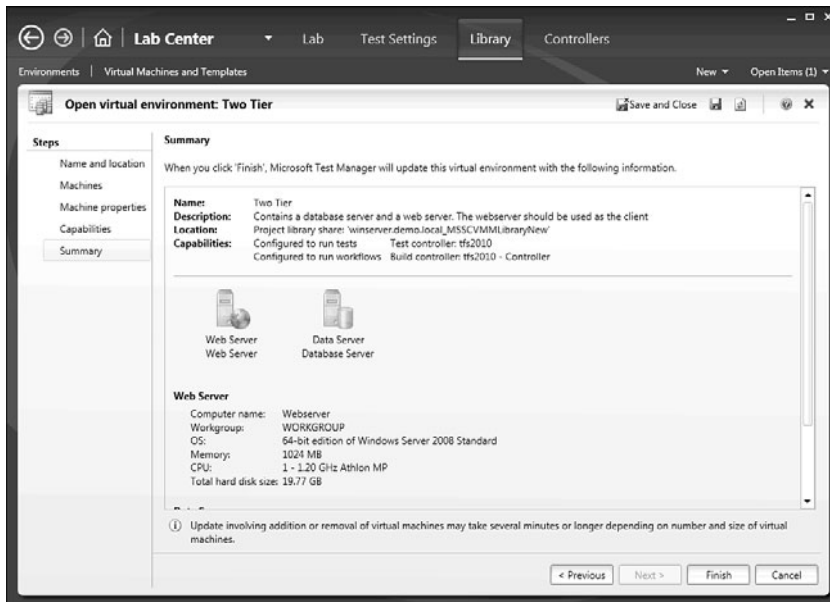 Lab Center Lab Test Settings Library Controllers
Environments Virtual Machines and Templates New Open Items (1)
Open virtual environment: Two Tier Save and Close
Steps
Name and location
Machines
Machine properties
Capabilities
Summary
Summary
When you click 'Finish', Microsoft Test Manager will update this virtual environment with the following information.
Name: Two Tier
Description: Contains a database server and a web server. The webserver should be used as the client
Location: Project library share: 'winserver.demo.local_MSSCVMMLibraryNew'
Capabilities: Configured to run tests Test controller: tfs2010
Configured to run workflows Build controller: tfs2010 - Controller
Web Server Data Server
Web Server Database Server
Web Server
Computer name: Webserver
Workgroup: WORKGROUP
OS: 64-bit edition of Windows Server 2008 Standard
Memory: 1024 MB
CPU: 1 - 1.20 GHz Athlon MP
Total hard disk size: 19.77 GB
Update involving addition or removal of virtual machines may take several minutes or longer depending on number and size of virtual
machines.
< Previous Next > Finish Cancel